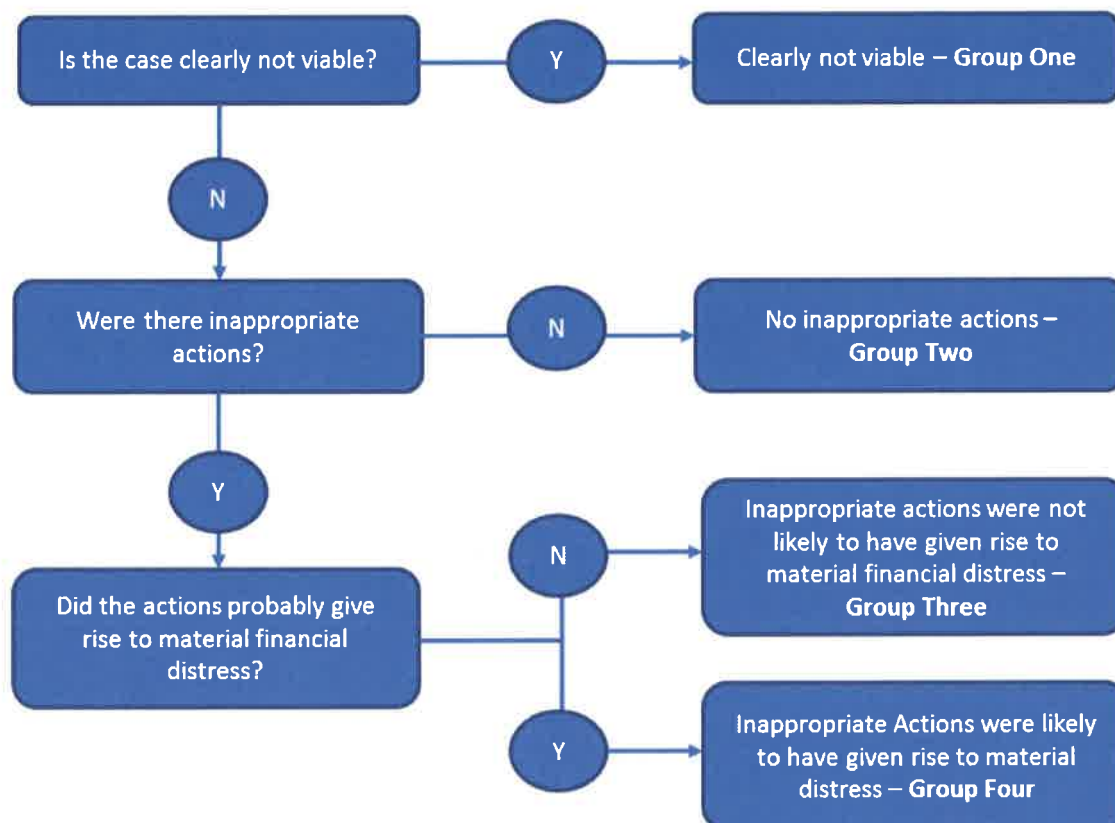 Is the case clearly not viable?
Y
Clearly not viable – Group One
N
Were there inappropriate
actions?
N
No inappropriate actions –
Group Two
Y
Did the actions probably give
rise to material financial
distress?
N
Inappropriate actions were not
likely to have given rise to
material financial distress –
Group Three
Y
Inappropriate Actions were likely
to have given rise to material
distress – Group Four